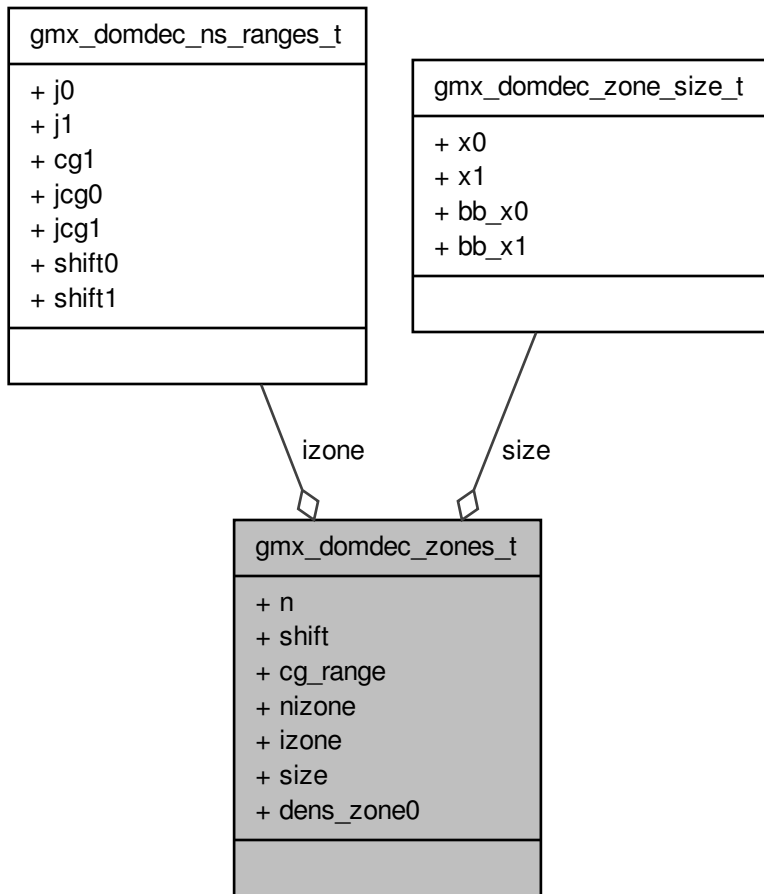 gmx_domdec_ns_ranges_t
+ j0
+ j1
+ cg1
+ jcg0
+ jcg1
+ shift0
+ shift1
gmx_domdec_zone_size_t
+ x0
+ x1
+ bb_x0
+ bb_x1
izone
size
gmx_domdec_zones_t
+ n
+ shift
+ cg_range
+ nizone
+ izone
+ size
+ dens_zone0